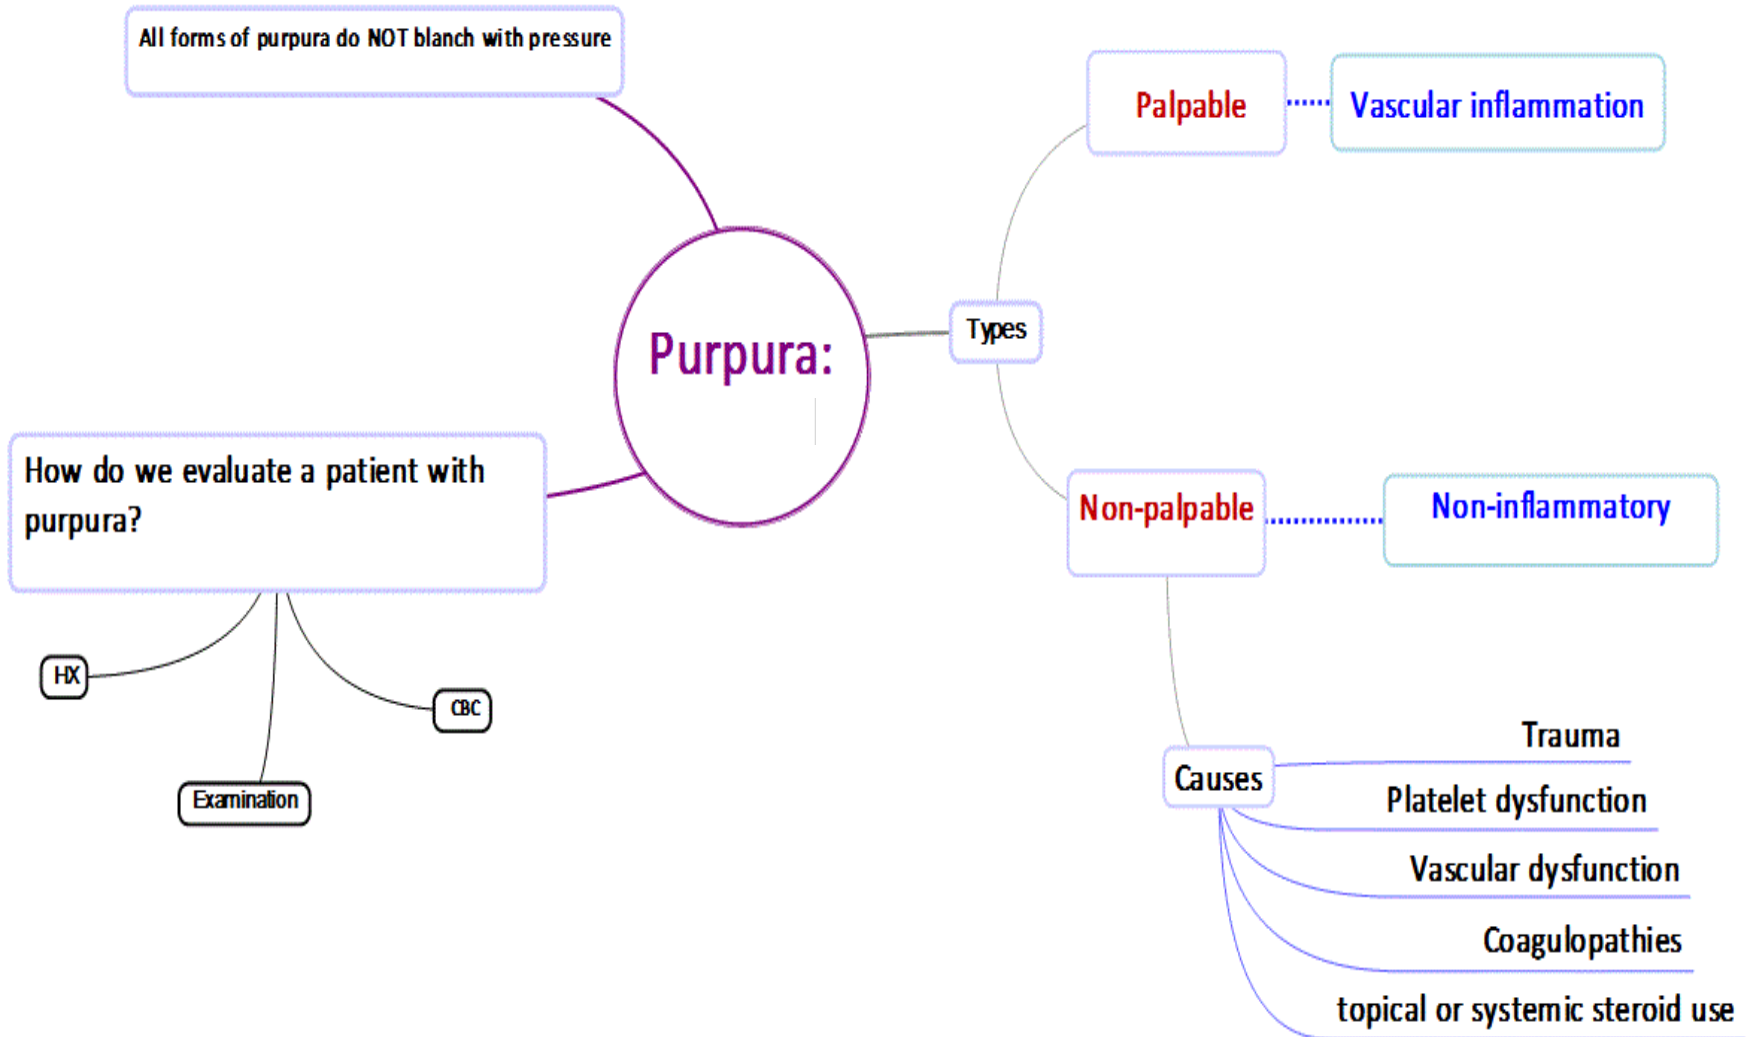 All forms of purpura do NOT blanch with pressure
Palpable
Vascular inflammation
Types
Purpura:
How do we evaluate a patient with
purpura?
Non-palpable
Non-inflammatory
HX
CBC
Examination
Causes
Trauma
Platelet dysfunction
Vascular dysfunction
Coagulopathies
topical or systemic steroid use